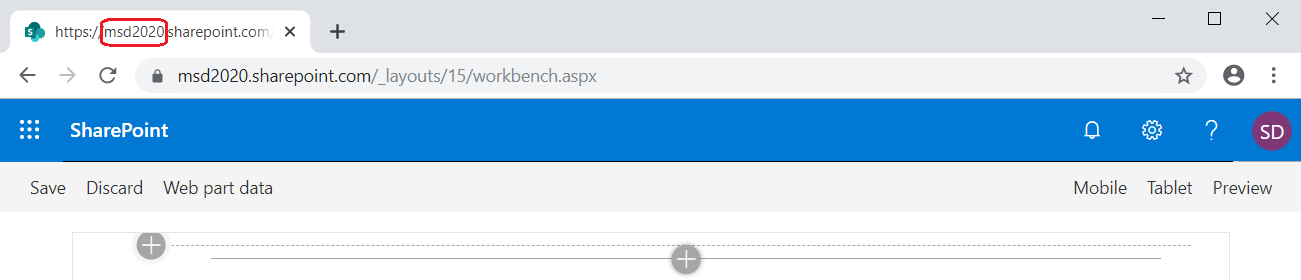 https://msd2020.sharepoint.com/
msd2020.sharepoint.com/_layouts/15/workbench.aspx
SharePoint
SD
Save Discard Web part data Mobile Tablet Preview